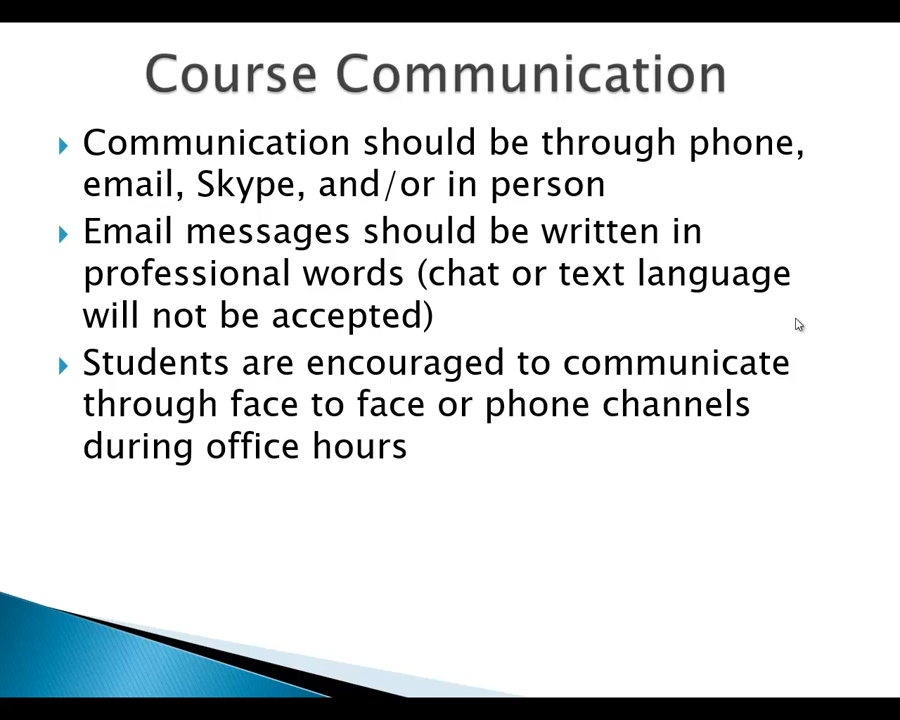 Course Communication
Communication should be through phone,
email, Skype, and/or in person
Email messages should be written in
professional words (chat or text language
will not be accepted)
Students are encouraged to communicate
through face to face or phone channels
during office hours